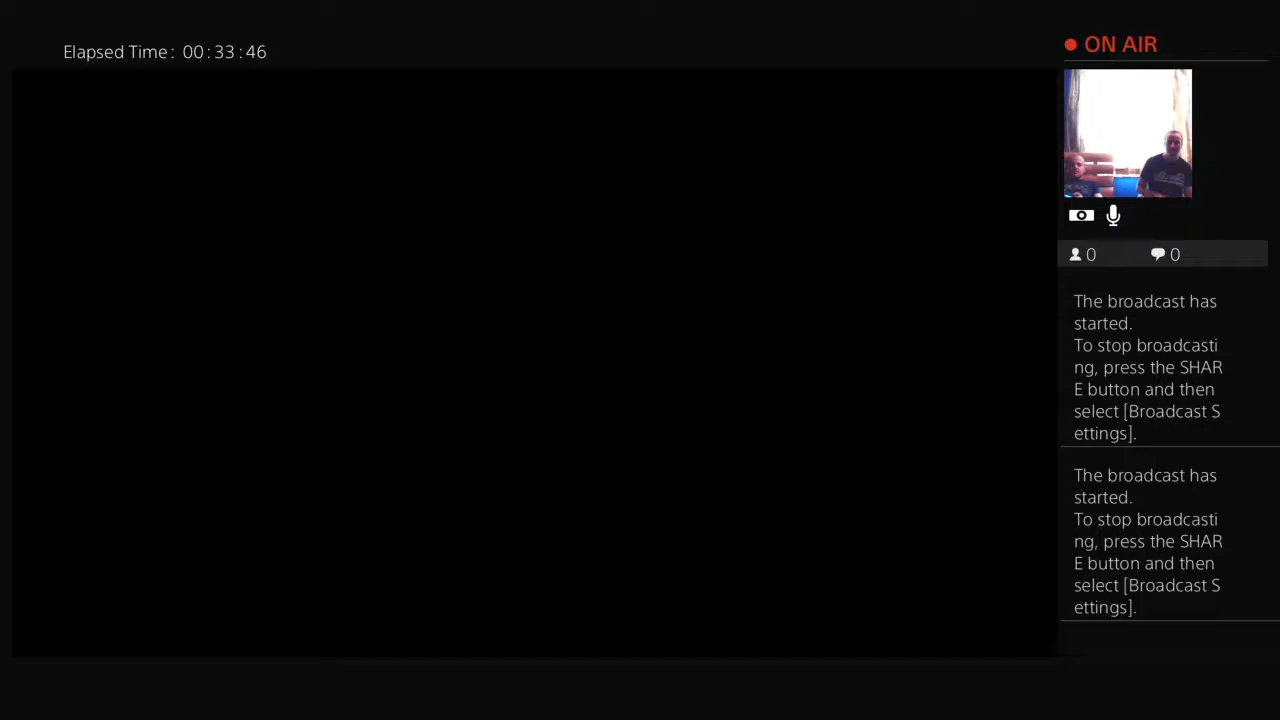 Elapsed Time: 00:33:46
ON AIR
0 0
The broadcast has
started.
To stop broadcasti
ng, press the SHAR
E button and then
select [Broadcast S
ettings].
The broadcast has
started.
To stop broadcasti
ng, press the SHAR
E button and then
select [Broadcast S
ettings].